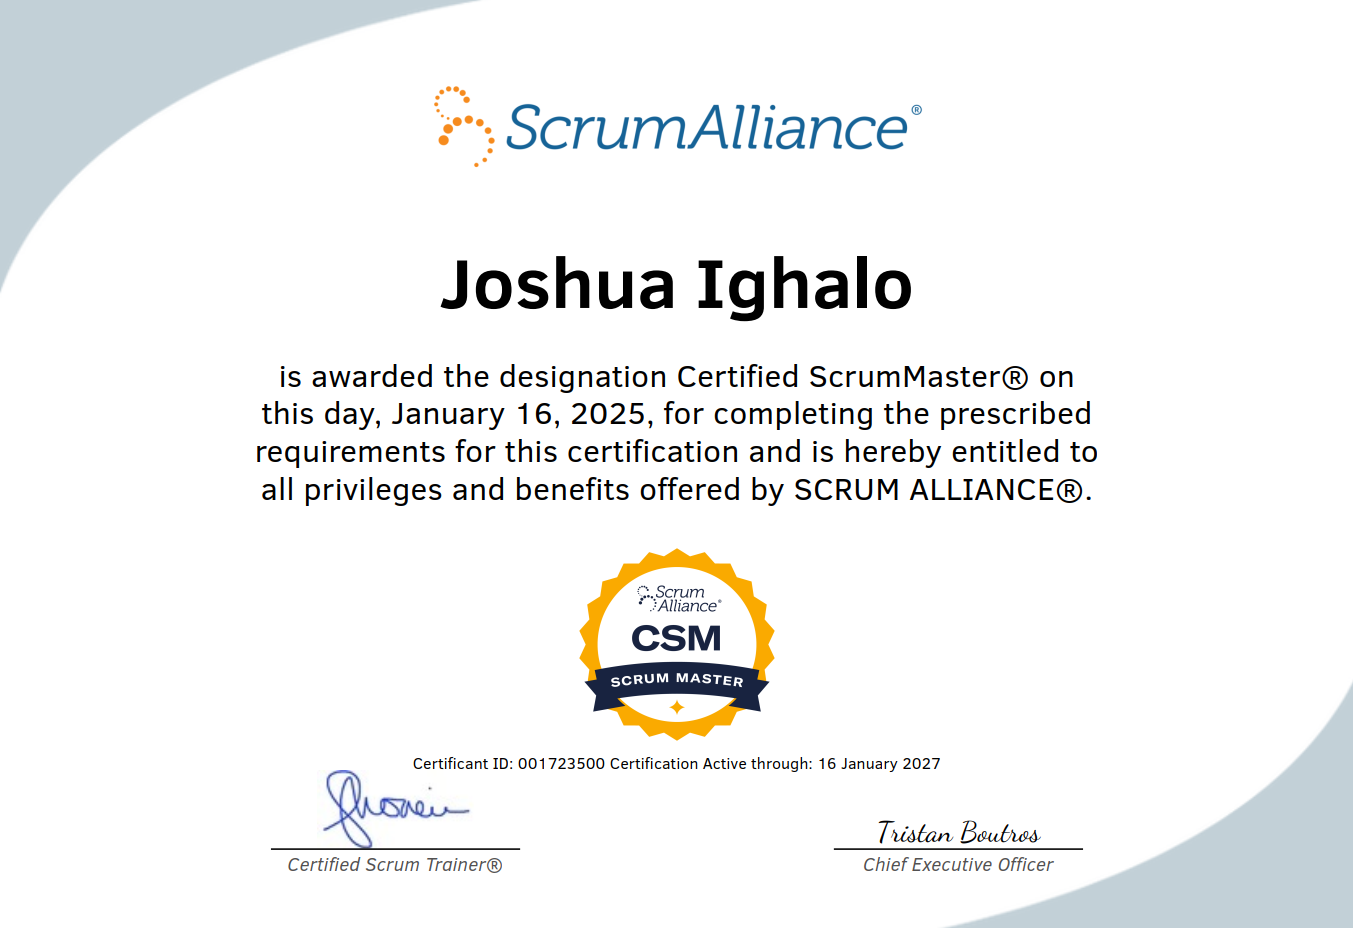 ScrumAlliance®
Joshua Ighalo
is awarded the designation Certified ScrumMaster® on
this day, January 16, 2025, for completing the prescribed
requirements for this certification and is hereby entitled to
all privileges and benefits offered by SCRUM ALLIANCE®.
Scrum
Alliance®
CSM
SCRUM MASTER
Certificant ID: 001723500 Certification Active through: 16 January 2027
Tristan Boutros
Certified Scrum Trainer®
Chief Executive Officer